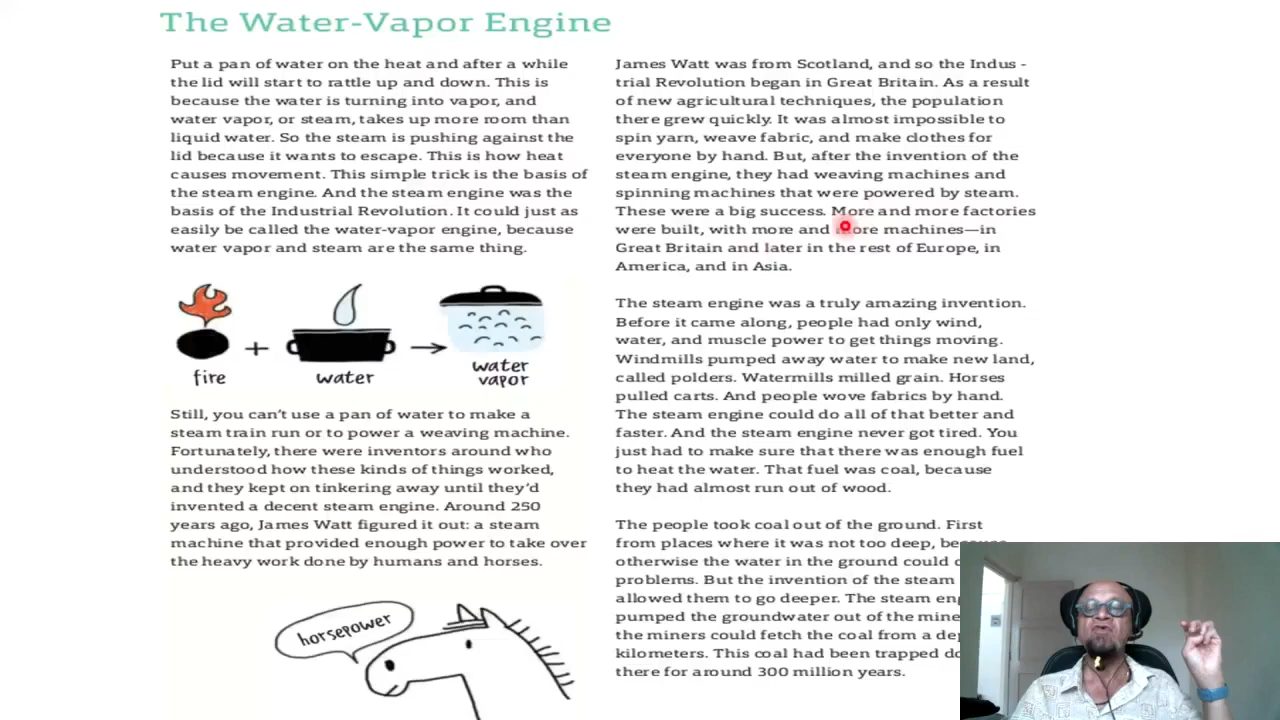 The Water-Vapor Engine
Put a pan of water on the heat and after a while
the lid will start to rattle up and down. This is
because the water is turning into vapor, and
water vapor, or steam, takes up more room than
liquid water. So the steam is pushing against the
lid because it wants to escape. This is how heat
causes movement. This simple trick is the basis of
the steam engine. And the steam engine was the
basis of the Industrial Revolution. It could just as
easily be called the water-vapor engine, because
water vapor and steam are the same thing.
fire
+
water
water
vapor
Still, you can't use a pan of water to make a
steam train run or to power a weaving machine.
Fortunately, there were inventors around who
understood how these kinds of things worked,
and they kept on tinkering away until they'd
invented a decent steam engine. Around 250
years ago, James Watt figured it out: a steam
machine that provided enough power to take over
the heavy work done by humans and horses.
horsepower
James Watt was from Scotland, and so the Indus -
trial Revolution began in Great Britain. As a result
of new agricultural techniques, the population
there grew quickly. It was almost impossible to
spin yarn, weave fabric, and make clothes for
everyone by hand. But, after the invention of the
steam engine, they had weaving machines and
spinning machines that were powered by steam.
These were a big success. More and more factories
were built, with more and more machines—in
Great Britain and later in the rest of Europe, in
America, and in Asia.
The steam engine was a truly amazing invention.
Before it came along, people had only wind,
water, and muscle power to get things moving.
Windmills pumped away water to make new land,
called polders. Watermills milled grain. Horses
pulled carts. And people wove fabrics by hand.
The steam engine could do all of that better and
faster. And the steam engine never got tired. You
just had to make sure that there was enough fuel
to heat the water. That fuel was coal, because
they had almost run out of wood.
The people took coal out of the ground. First
from places where it was not too deep, because
otherwise the water in the ground could
problems. But the invention of the steam
allowed them to go deeper. The steam
pumped the groundwater out of the
the miners could fetch the coal from a
kilometers. This coal had been trapped
there for around 300 million years.